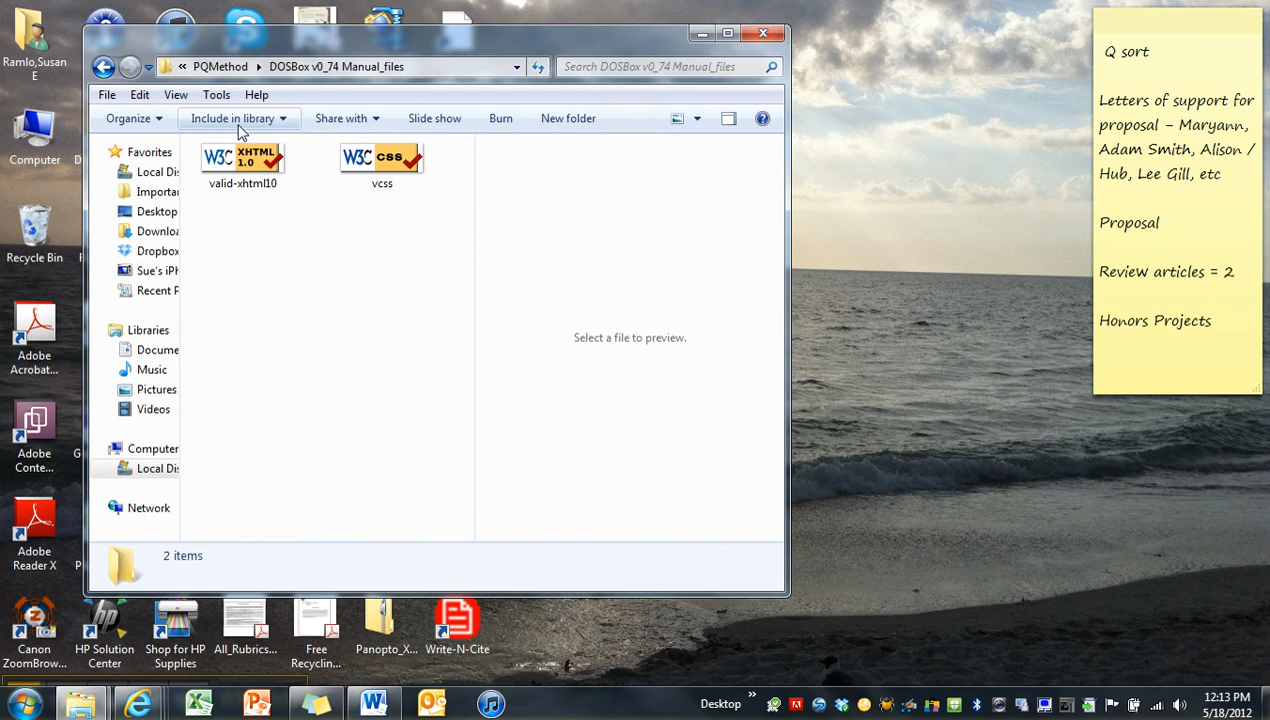 Ramlo,Susan
E
Computer
Recycle Bin
Adobe
Acrobat...
Adobe
Conte...
Adobe
Reader X
PQMethod
DOSBox v0_74 Manual_files
Search DOSBox v0_74 Manual_files
File Edit View Tools Help
Organize Include in library Share with Slide show Burn New folder
Favorites
Local Dis
Importa
Desktop
Downloa
Dropbox
Sue's iPh
Recent P
Libraries
Docume
Music
Pictures
Videos
Computer
Local Dis
Network
W3C XHTML
1.0
valid-xhtml10
W3C css
vcss
Select a file to preview.
2 items
Q sort
Letters of support for
proposal - Maryann,
Adam Smith, Alison /
Hub, Lee Gill, etc
Proposal
Review articles = 2
Honors Projects
Canon
ZoomBrow...
HP Solution
Center
Shop for HP
Supplies
All_Rubrics...
Free
Recyclin...
Panopto_X...
Write-N-Cite
Desktop
12:13 PM
5/18/2012